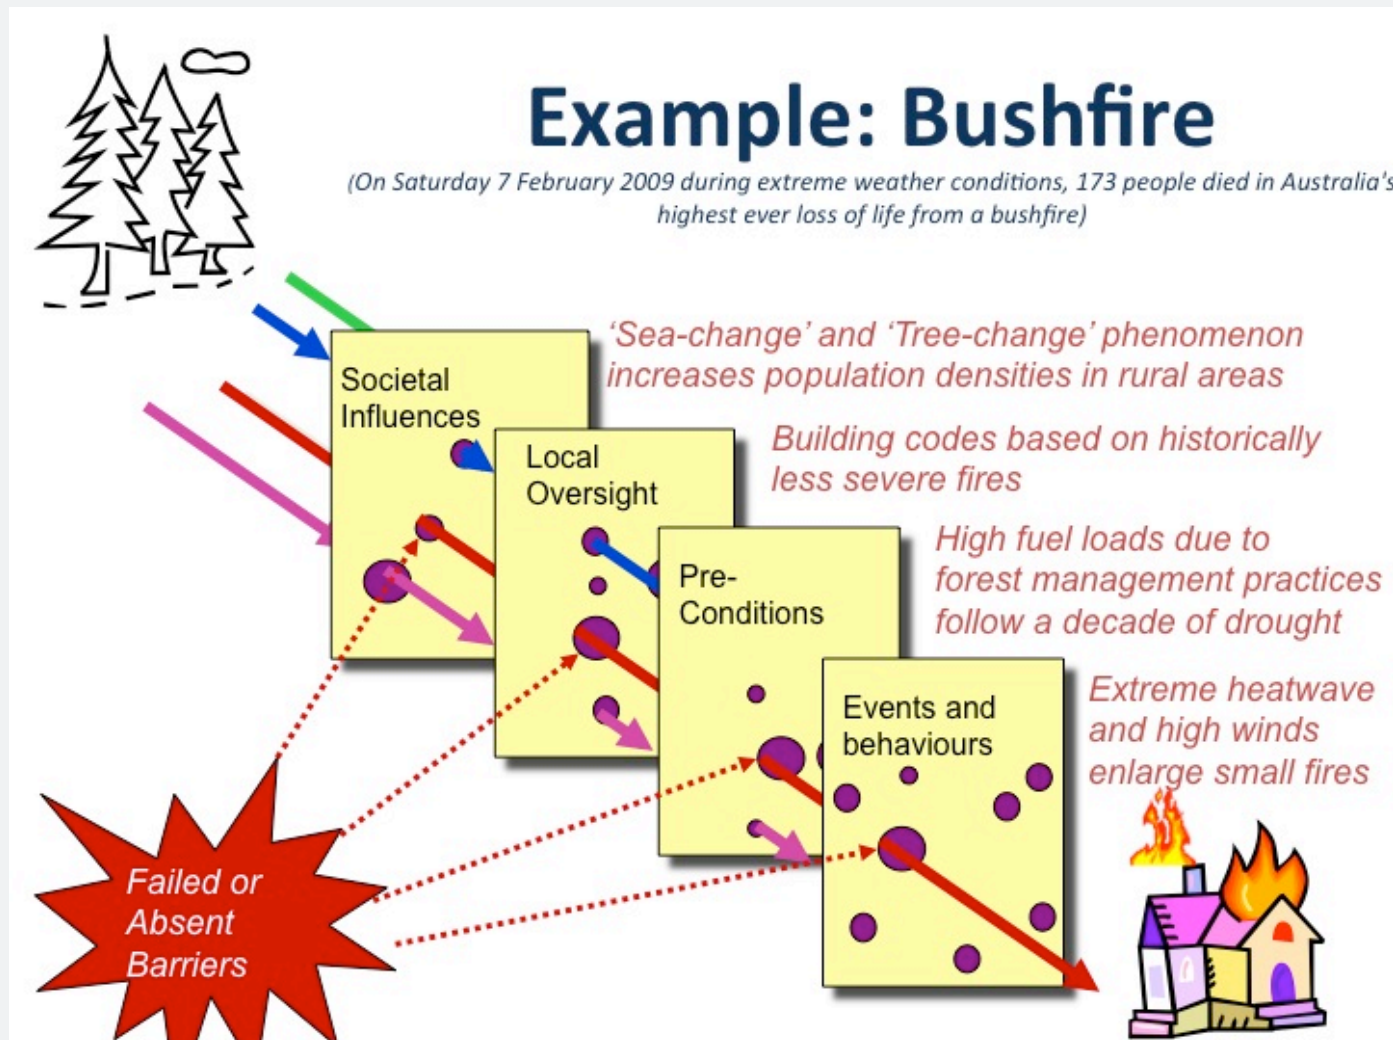 Example: Bushfire
(On Saturday 7 February 2009 during extreme weather conditions, 173 people died in Australia's
highest ever loss of life from a bushfire)
Societal
Influences
‘Sea-change’ and ‘Tree-change’ phenomenon
increases population densities in rural areas
Local
Oversight
Building codes based on historically
less severe fires
Pre-
Conditions
High fuel loads due to
forest management practices
follow a decade of drought
Events and
behaviours
Extreme heatwave
and high winds
enlarge small fires
Failed or
Absent
Barriers